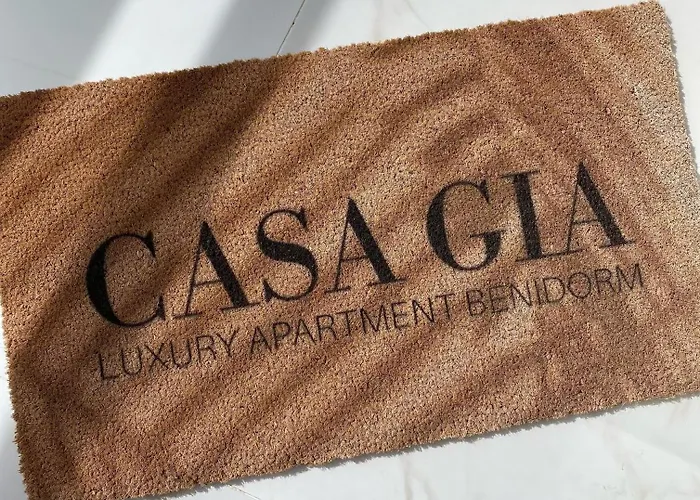 CASA GIA
LUXURY APARTMENT BENIDORM